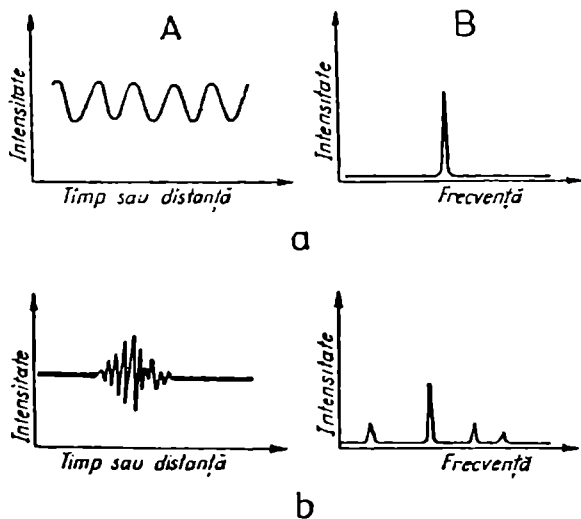 A
B
Intensitate
Timp sau distanță
Intensitate
Frecvență
a
Intensitate
Timp sau distanță
Intensitate
Frecvență
b